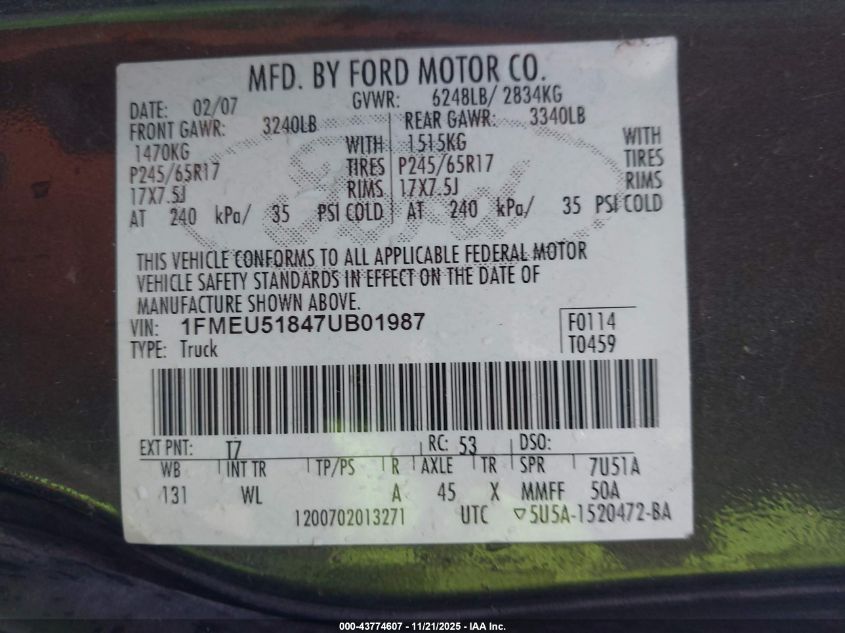 MFD. BY FORD MOTOR CO.
DATE: 02/07 GVWR: 6248LB/ 2834KG
FRONT GAWR: 3240LB REAR GAWR: 3340LB
1470KG WITH 1515KG WITH
P245/65R17 TIRES P245/65R17 TIRES
17X7.5J RIMS 17X7.5J RIMS
AT 240 kPa/ 35 PSI COLD AT 240 kPa/ 35 PSI COLD
Ford
THIS VEHICLE CONFORMS TO ALL APPLICABLE FEDERAL MOTOR
VEHICLE SAFETY STANDARDS IN EFFECT ON THE DATE OF
MANUFACTURE SHOWN ABOVE.
VIN: 1FMEU51847UB01987 F0114
TYPE: Truck T0459
EXT PNT: T7 RC: 53 DSO:
WB INT TR TP/PS R AXLE TR SPR 7U51A
131 WL A 45 X MMFF 50A
1200702013271 UTC ▽5U5A-1520472-BA
000-43774607 - 11/21/2025 - IAA Inc.